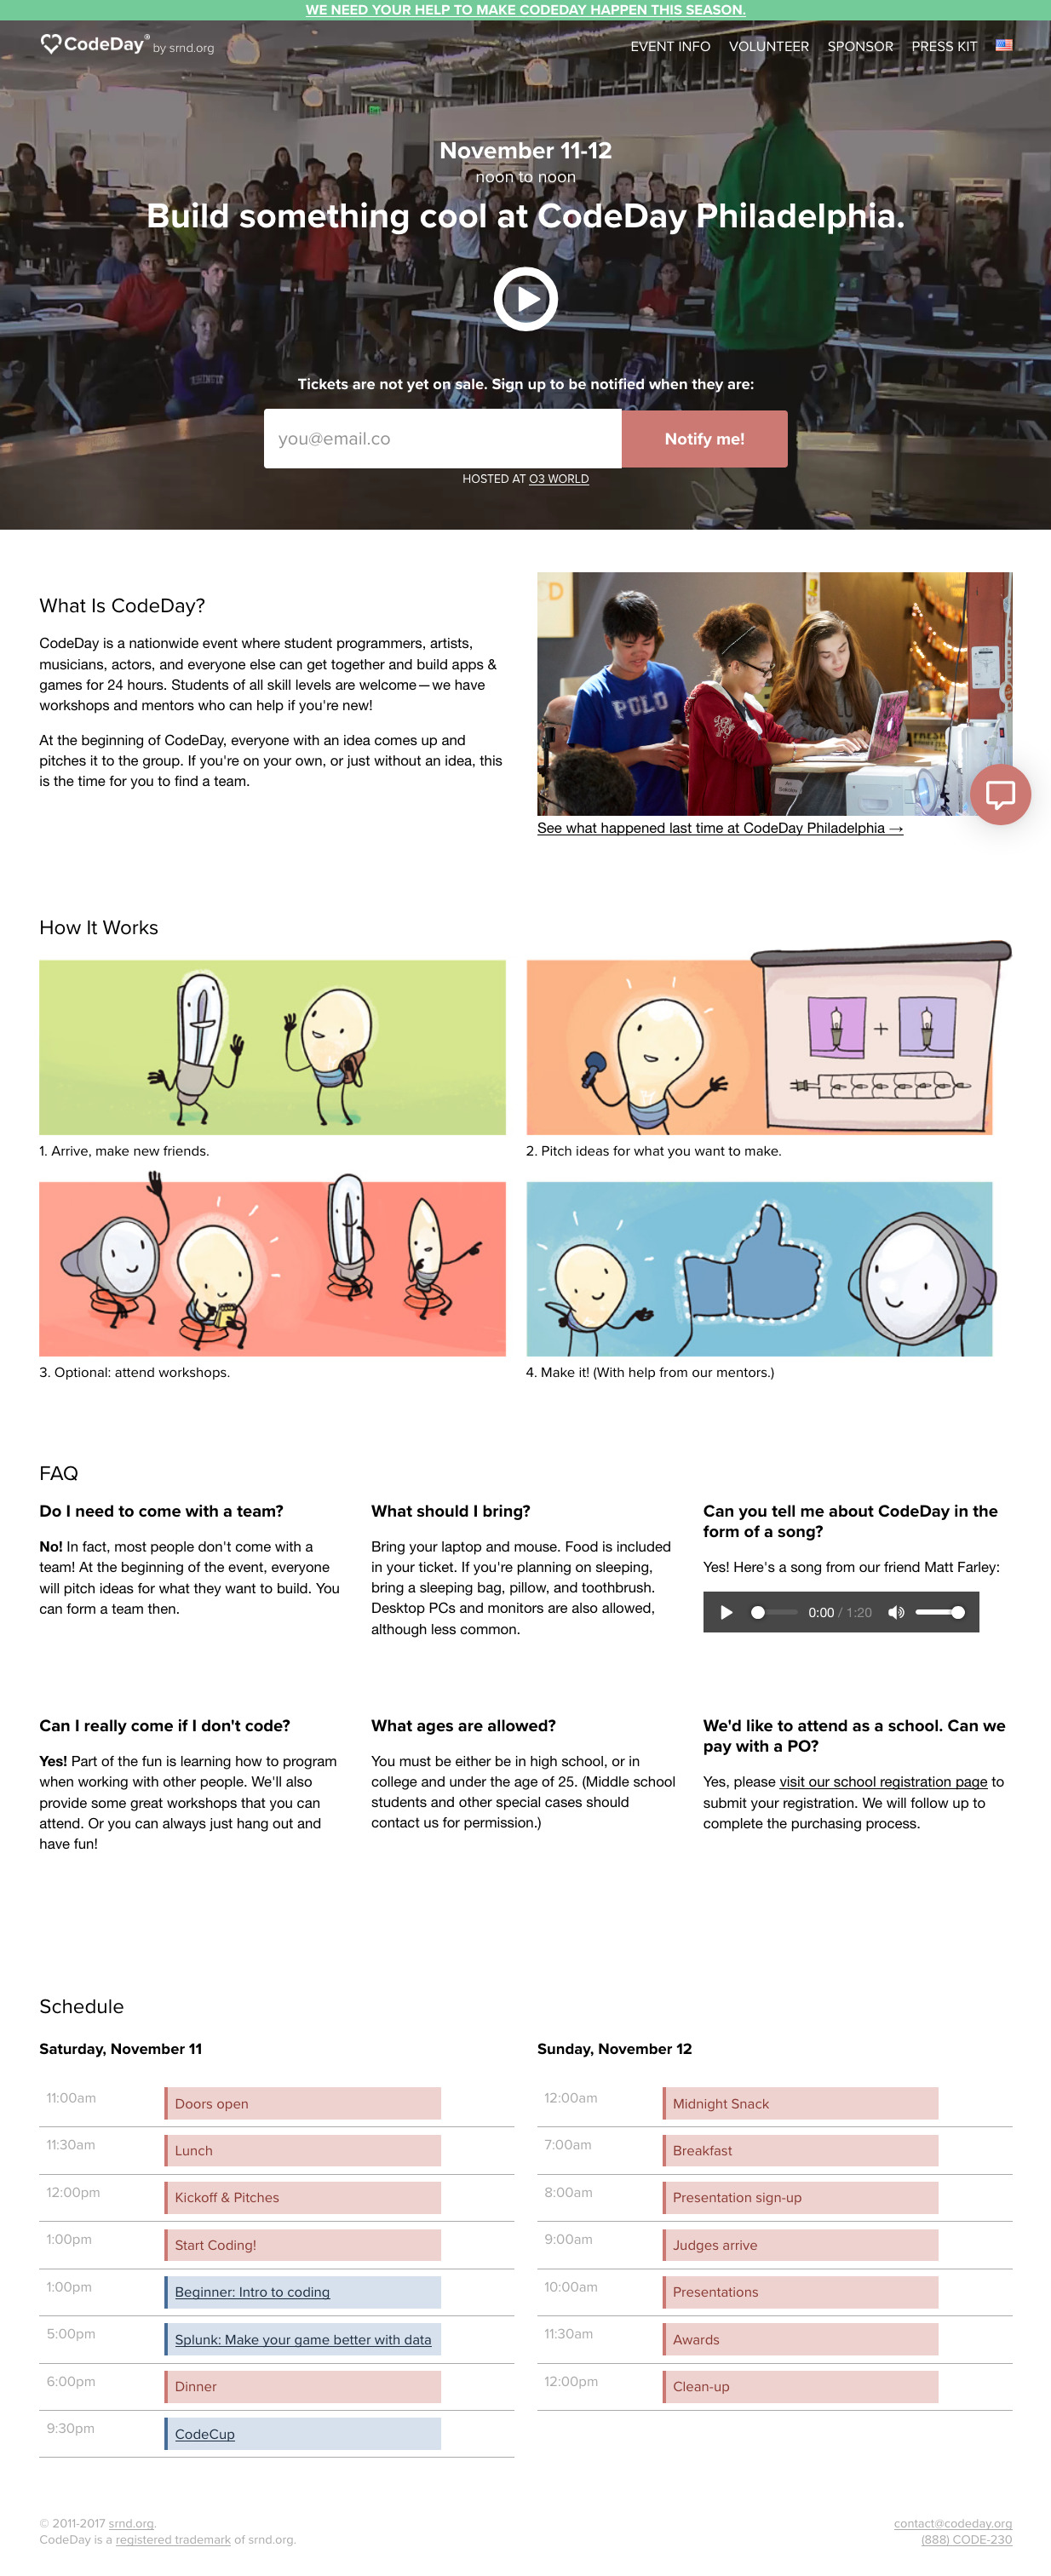 WE NEED YOUR HELP TO MAKE CODEDAY HAPPEN THIS SEASON.
CodeDay® by srnd.org
EVENT INFO VOLUNTEER SPONSOR PRESS KIT
November 11-12
noon to noon
Build something cool at CodeDay Philadelphia.
Tickets are not yet on sale. Sign up to be notified when they are:
you@email.co
Notify me!
HOSTED AT O3 WORLD
What Is CodeDay?
CodeDay is a nationwide event where student programmers, artists,
musicians, actors, and everyone else can get together and build apps &
games for 24 hours. Students of all skill levels are welcome—we have
workshops and mentors who can help if you're new!
At the beginning of CodeDay, everyone with an idea comes up and
pitches it to the group. If you're on your own, or just without an idea, this
is the time for you to find a team.
D
POLO
See what happened last time at CodeDay Philadelphia →
How It Works
1. Arrive, make new friends.
+
2. Pitch ideas for what you want to make.
3. Optional: attend workshops.
4. Make it! (With help from our mentors.)
FAQ
Do I need to come with a team?
No! In fact, most people don't come with a
team! At the beginning of the event, everyone
will pitch ideas for what they want to build. You
can form a team then.
What should I bring?
Bring your laptop and mouse. Food is included
in your ticket. If you're planning on sleeping,
bring a sleeping bag, pillow, and toothbrush.
Desktop PCs and monitors are also allowed,
although less common.
Can you tell me about CodeDay in the
form of a song?
Yes! Here's a song from our friend Matt Farley:
0:00 / 1:20
Can I really come if I don't code?
Yes! Part of the fun is learning how to program
when working with other people. We'll also
provide some great workshops that you can
attend. Or you can always just hang out and
have fun!
What ages are allowed?
You must be either be in high school, or in
college and under the age of 25. (Middle school
students and other special cases should
contact us for permission.)
We'd like to attend as a school. Can we
pay with a PO?
Yes, please visit our school registration page to
submit your registration. We will follow up to
complete the purchasing process.
Schedule
Saturday, November 11
11:00am Doors open
11:30am Lunch
12:00pm Kickoff & Pitches
1:00pm Start Coding!
1:00pm Beginner: Intro to coding
5:00pm Splunk: Make your game better with data
6:00pm Dinner
9:30pm CodeCup
Sunday, November 12
12:00am Midnight Snack
7:00am Breakfast
8:00am Presentation sign-up
9:00am Judges arrive
10:00am Presentations
11:30am Awards
12:00pm Clean-up
© 2011-2017 srnd.org.
CodeDay is a registered trademark of srnd.org.
contact@codeday.org
(888) CODE-230